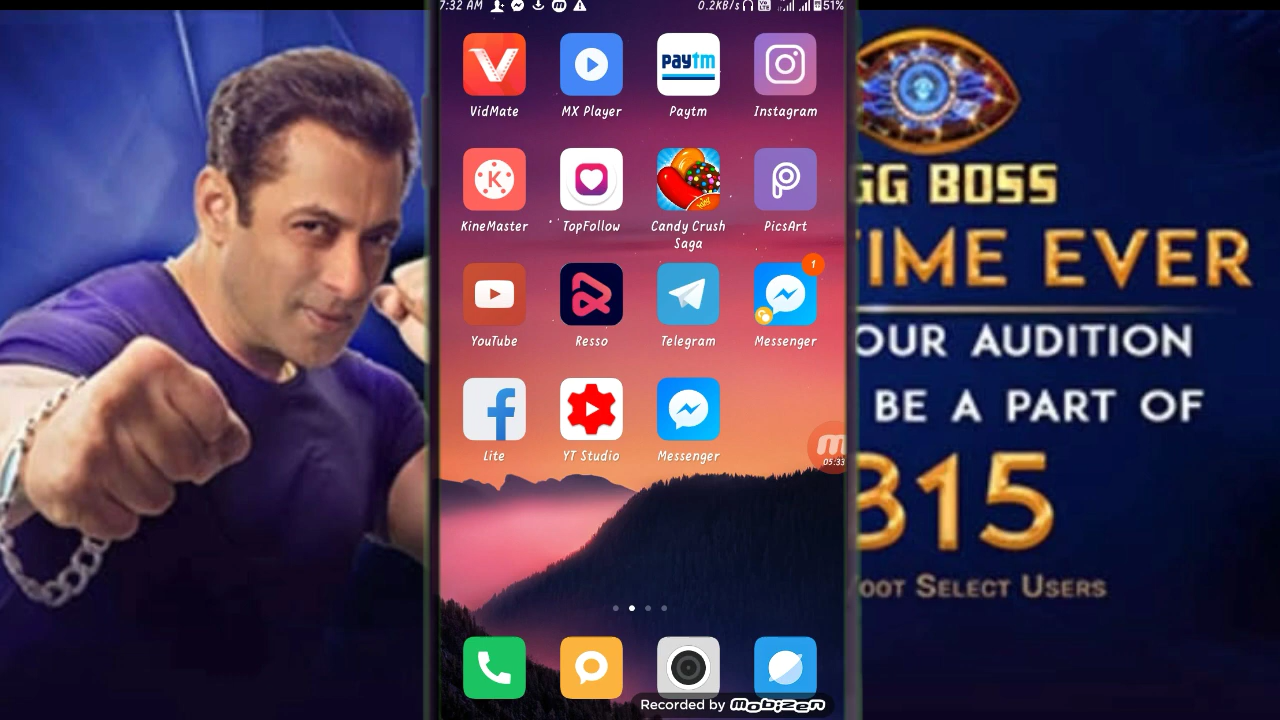 7:32 AM
0.2KB/s
51%
VidMate
MX Player
Paytm
Instagram
KineMaster
TopFollow
Candy Crush
Saga
PicsArt
YouTube
Resso
Telegram
1
Messenger
Lite
YT Studio
Messenger
05:33
Recorded by mobizen
GG BOSS
TIME EVER
OUR AUDITION
BE A PART OF
B15
OOT SELECT USERS